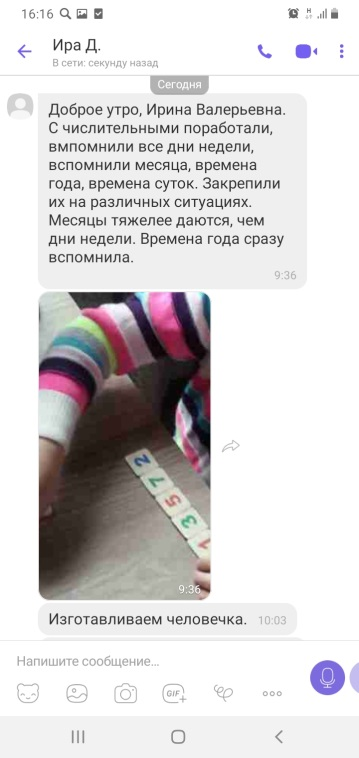 16:16
Ира Д.
В сети: секунду назад
Сегодня
Доброе утро, Ирина Валерьевна.
С числительными поработали,
вмпомнили все дни недели,
вспомнили месяца, времена
года, времена суток. Закрепили
их на различных ситуациях.
Месяцы тяжелее даются, чем
дни недели. Времена года сразу
вспомнила.
9:36
2
7
5
3
1
9:36
Изготавливаем человечка. 10:03
Напишите сообщение...
GIF